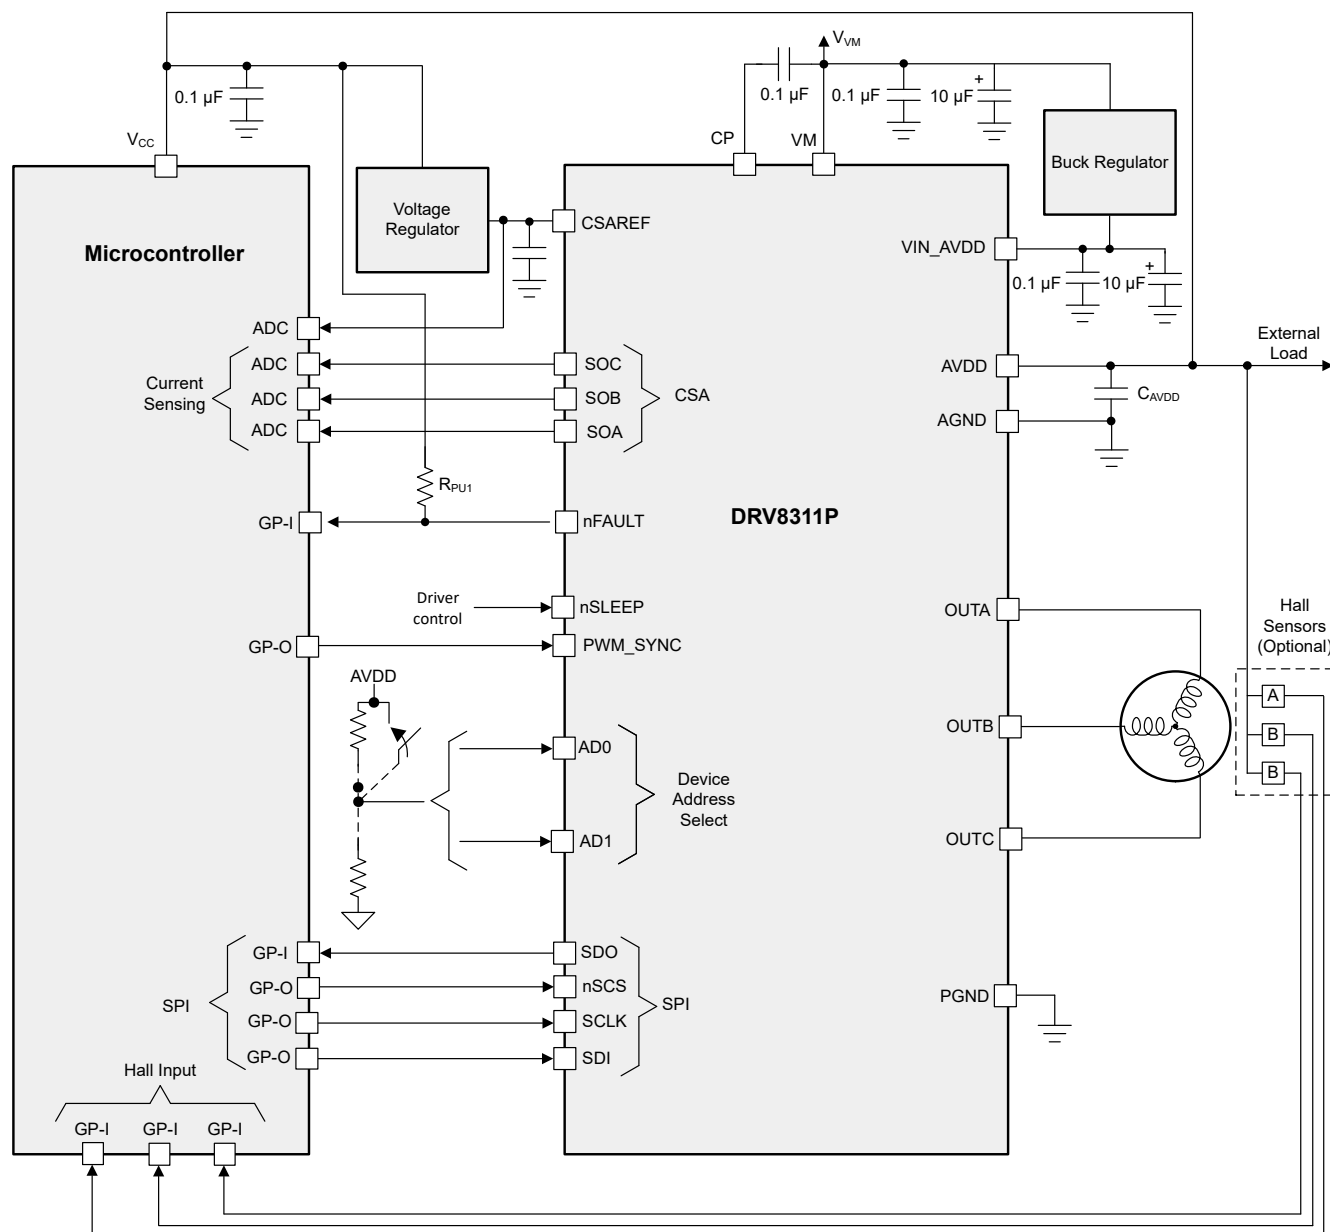 V_VM
+
0.1 µF
0.1 µF
0.1 µF
10 µF
V_CC
CP
VM
Buck Regulator
Voltage
Regulator
CSAREF
Microcontroller
VIN_AVDD
+
0.1 µF
10 µF
ADC
External
Load
ADC
SOC
AVDD
Current
Sensing
ADC
SOB
CSA
C_AVDD
ADC
SOA
AGND
R_PU1
GP-I
nFAULT
DRV8311P
Driver
control
nSLEEP
OUTA
Hall
Sensors
(Optional)
GP-O
PWM_SYNC
AVDD
A
OUTB
B
AD0
B
Device
Address
Select
AD1
OUTC
GP-I
SDO
GP-O
nSCS
PGND
SPI
SPI
GP-O
SCLK
GP-O
SDI
Hall Input
GP-I
GP-I
GP-I